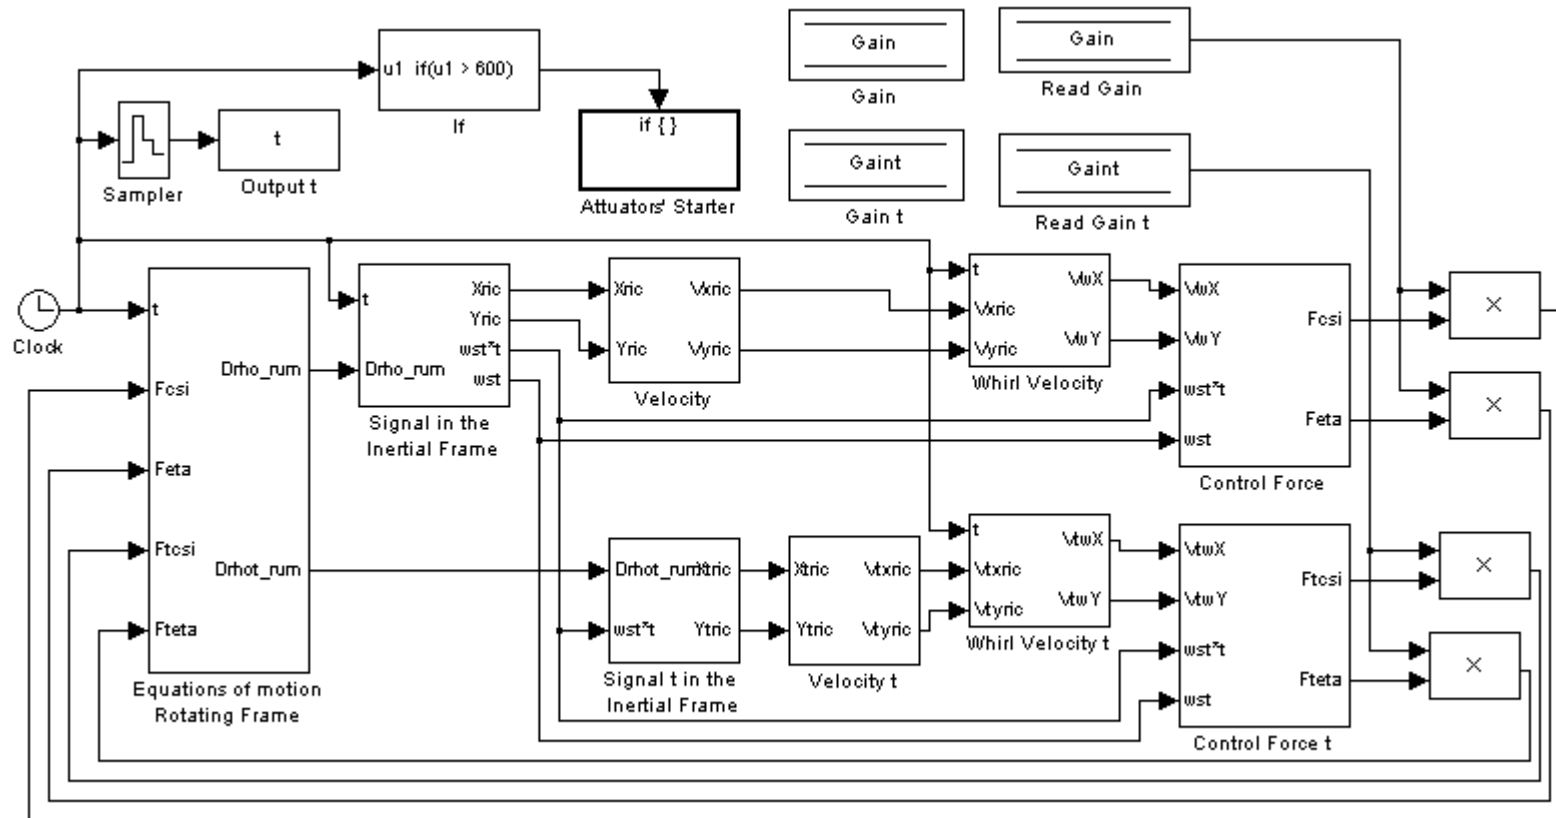 u1 if(u1 > 600)
If
t
Output t
Sampler
if { }
Attuators' Starter
Gain
Gain
Gain
Read Gain
Gaint
Gain t
Gaint
Read Gain t
Clock
t
Fcsi
Feta
Ftcsi
Fteta
Drho_rum
Drhot_rum
Equations of motion
Rotating Frame
t
Drho_rum
Xric
Yric
wst*t
wst
Signal in the
Inertial Frame
Xric
Yric
Vxric
Vyric
Velocity
t
Vxric
Vyric
VwX
VwY
Whirl Velocity
VwX
VwY
wst*t
wst
Fcsi
Feta
Control Force
×
×
Drhot_rum
wst*t
Xtric
Ytric
Signal t in the
Inertial Frame
Xtric
Ytric
Vtxric
Vtyric
Velocity t
t
Vtxric
Vtyric
VtwX
VtwY
Whirl Velocity t
VtwX
VtwY
wst*t
wst
Ftcsi
Fteta
Control Force t
×
×